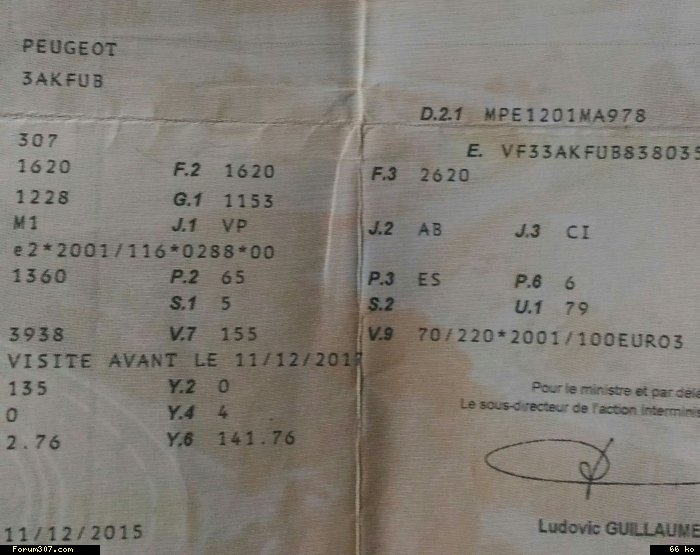 PEUGEOT
3AKFUB
D.2.1 MPE1201MA978
307
E. VF33AKFUB838035
1620 F.2 1620 F.3 2620
1228 G.1 1153
M1 J.1 VP J.2 AB J.3 CI
e2*2001/116*0288*00
1360 P.2 65 P.3 ES P.6 6
S.1 5 S.2 U.1 79
3938 V.7 155 V.9 70/220*2001/100EURO3
VISITE AVANT LE 11/12/2017
135 Y.2 0
Pour le ministre et par délé
0 Y.4 4
Le sous-directeur de l'action interminis
2.76 Y.6 141.76
11/12/2015
Ludovic GUILLAUME
Forum307.com
66 ko